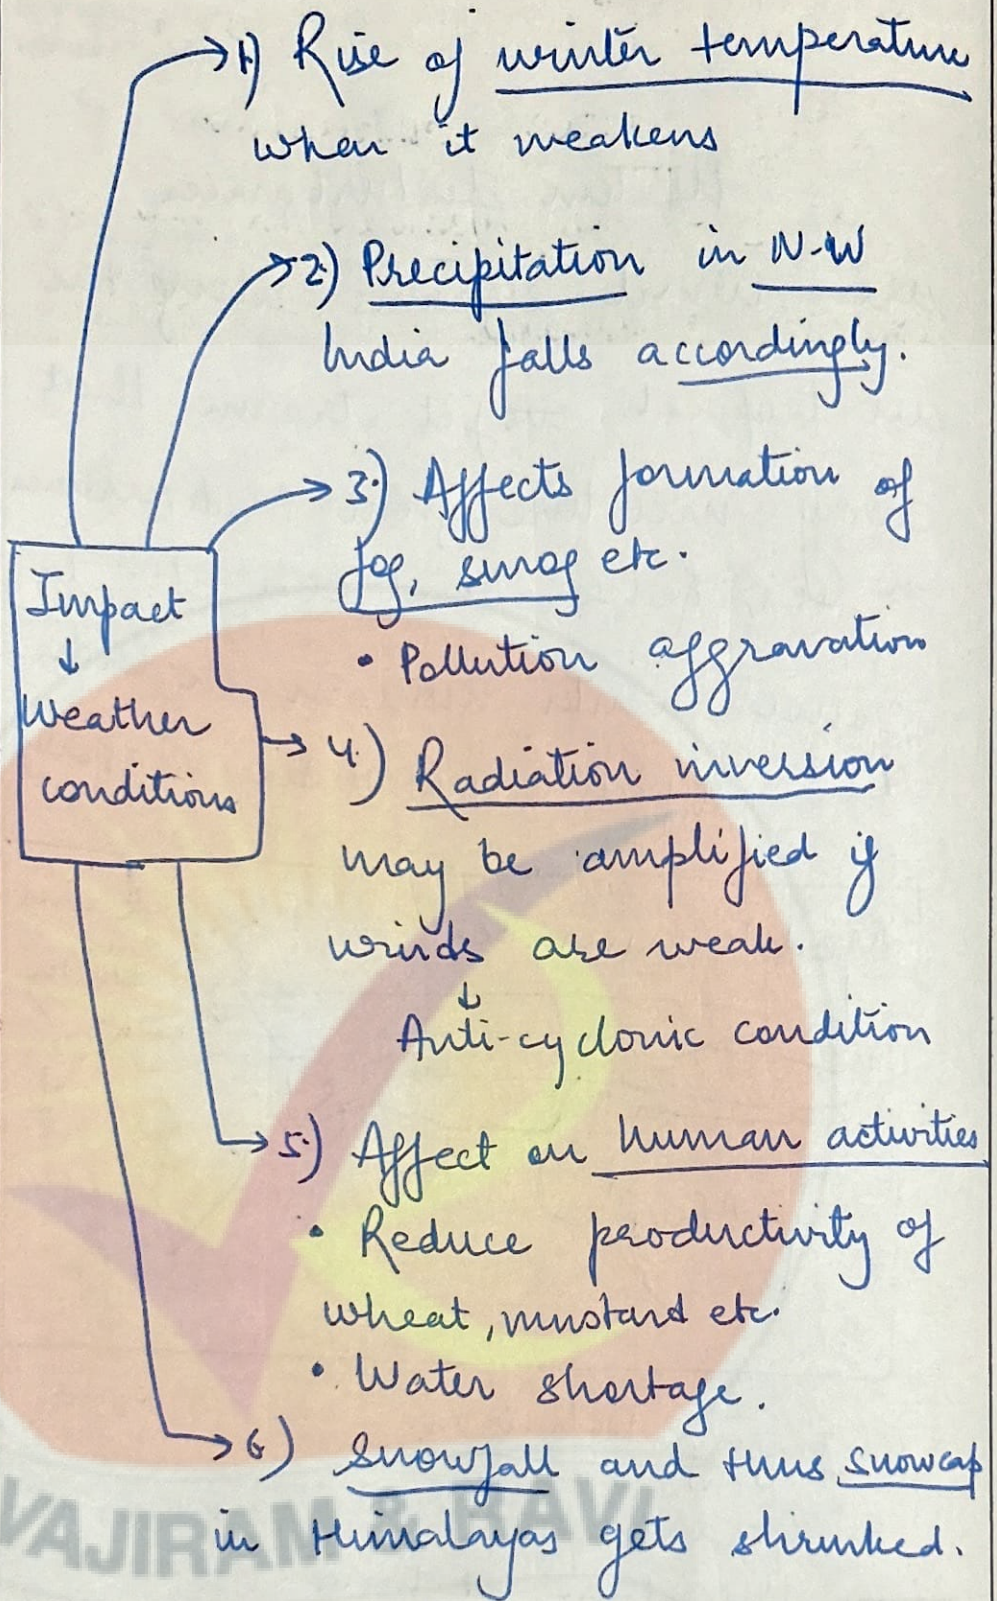 1) Rise of winter temperature
when it weakens
2) Precipitation in N-W
India falls accordingly.
3) Affects formation of
fog, smog etc.
• Pollution aggravation
Impact
↓
Weather
conditions
4) Radiation inversion
may be amplified if
winds are weak.
↓
Anti-cyclonic condition
5) Affect on human activities
• Reduce productivity of
wheat, mustard etc.
• Water shortage.
6) Snowfall and thus snowcap
in Himalayas gets shrinked.
VAJIRAM & RAVI